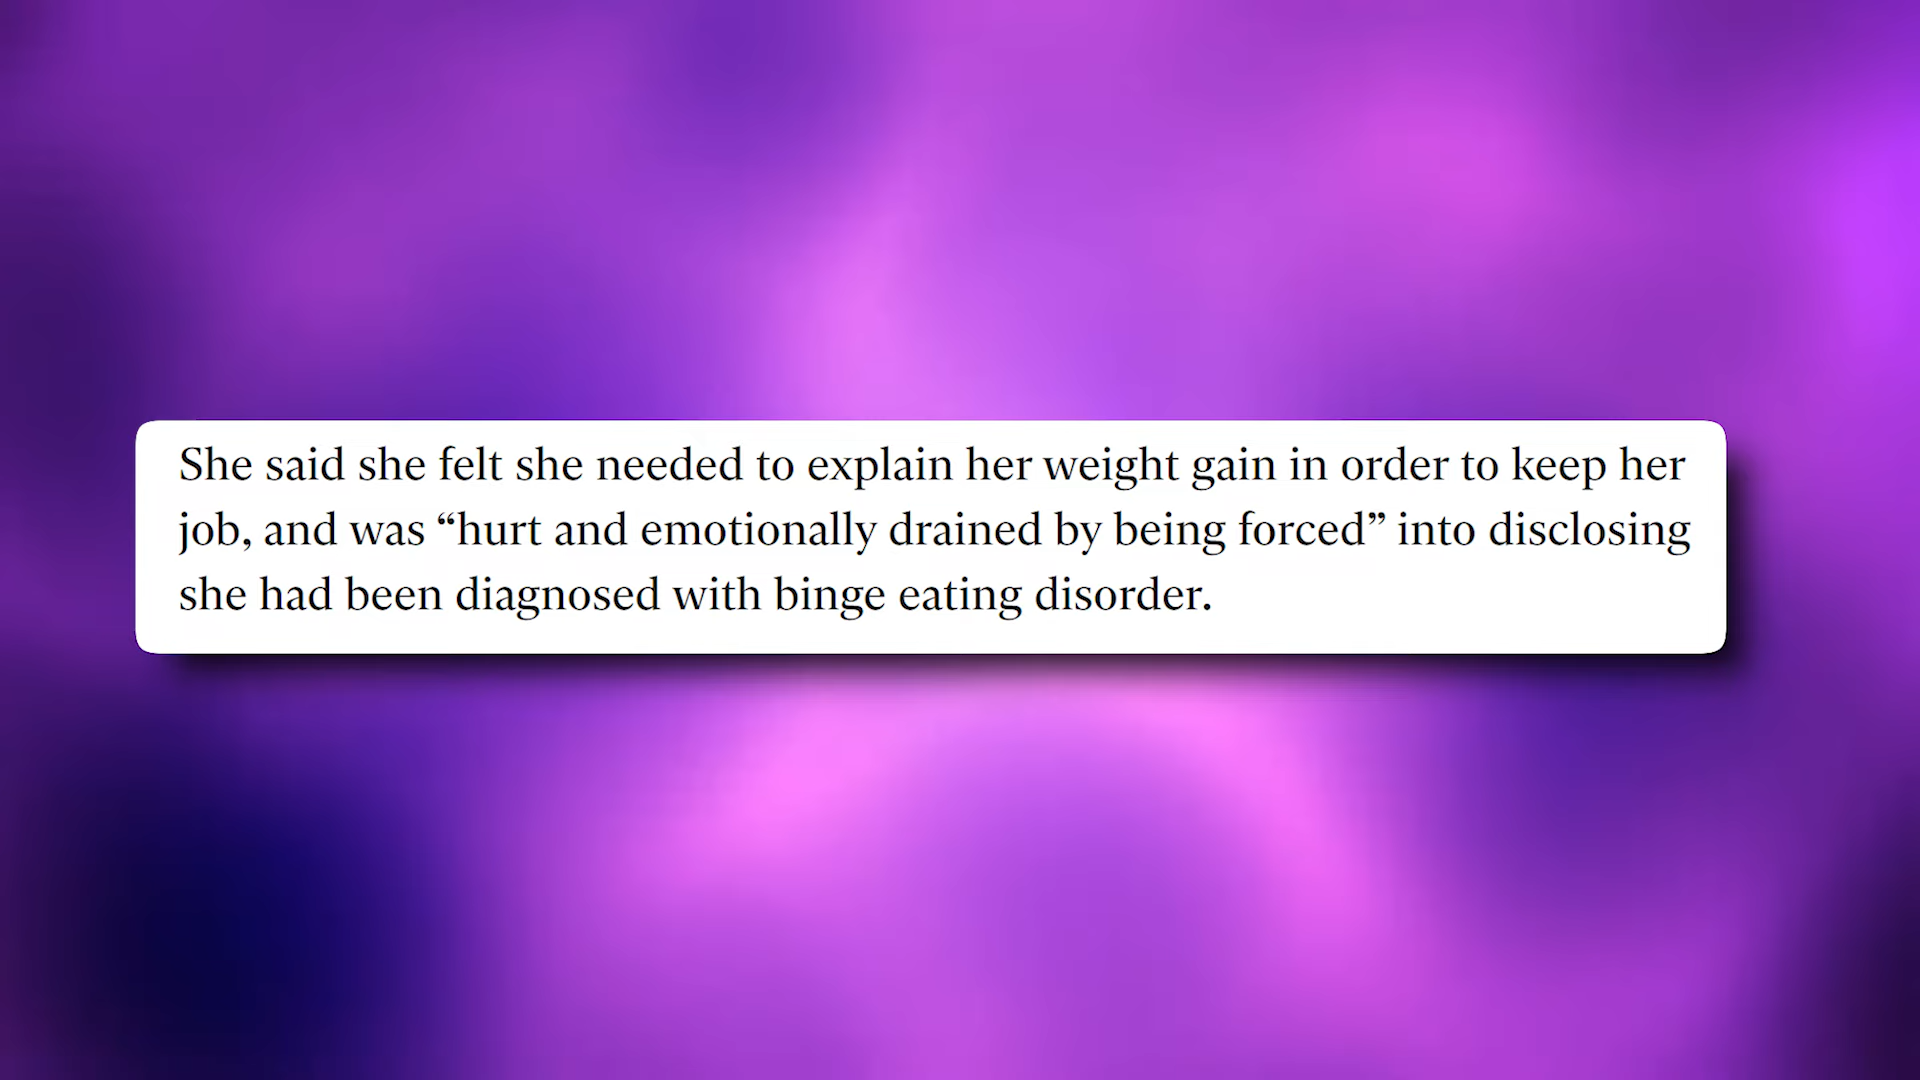 She said she felt she needed to explain her weight gain in order to keep her
job, and was “hurt and emotionally drained by being forced” into disclosing
she had been diagnosed with binge eating disorder.